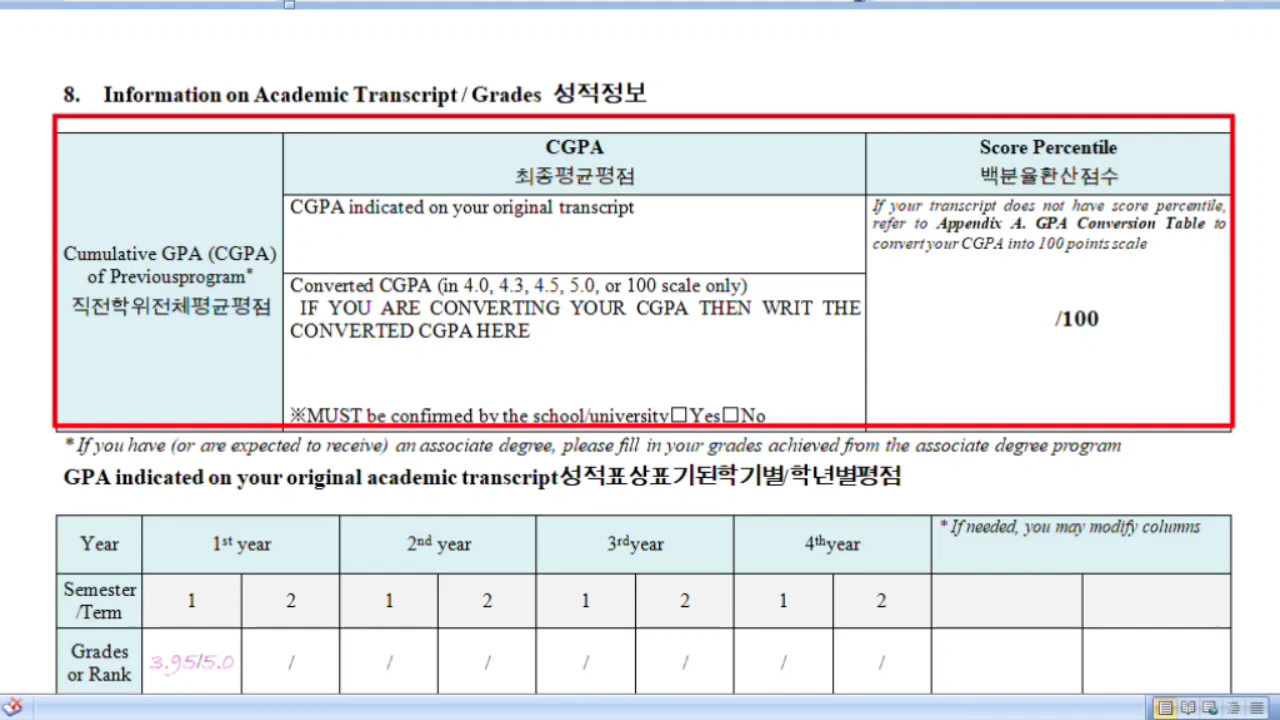 8. Information on Academic Transcript / Grades 성적정보
CGPA
최종평균평점
Score Percentile
백분율환산점수
Cumulative GPA (CGPA)
of Previousprogram*
직전학위전체평균평점
CGPA indicated on your original transcript
If your transcript does not have score percentile,
refer to Appendix A. GPA Conversion Table to
convert your CGPA into 100 points scale
Converted CGPA (in 4.0, 4.3, 4.5, 5.0, or 100 scale only)
IF YOU ARE CONVERTING YOUR CGPA THEN WRIT THE
CONVERTED CGPA HERE
/100
※MUST be confirmed by the school/university□Yes□No
* If you have (or are expected to receive) an associate degree, please fill in your grades achieved from the associate degree program
GPA indicated on your original academic transcript성적표상표기된학기별/학년별평점
Year 1st year 2nd year 3rdyear 4thyear * If needed, you may modify columns
Semester
/Term
1 2 1 2 1 2 1 2
Grades
or Rank
3.95/5.0 / / / / / / /